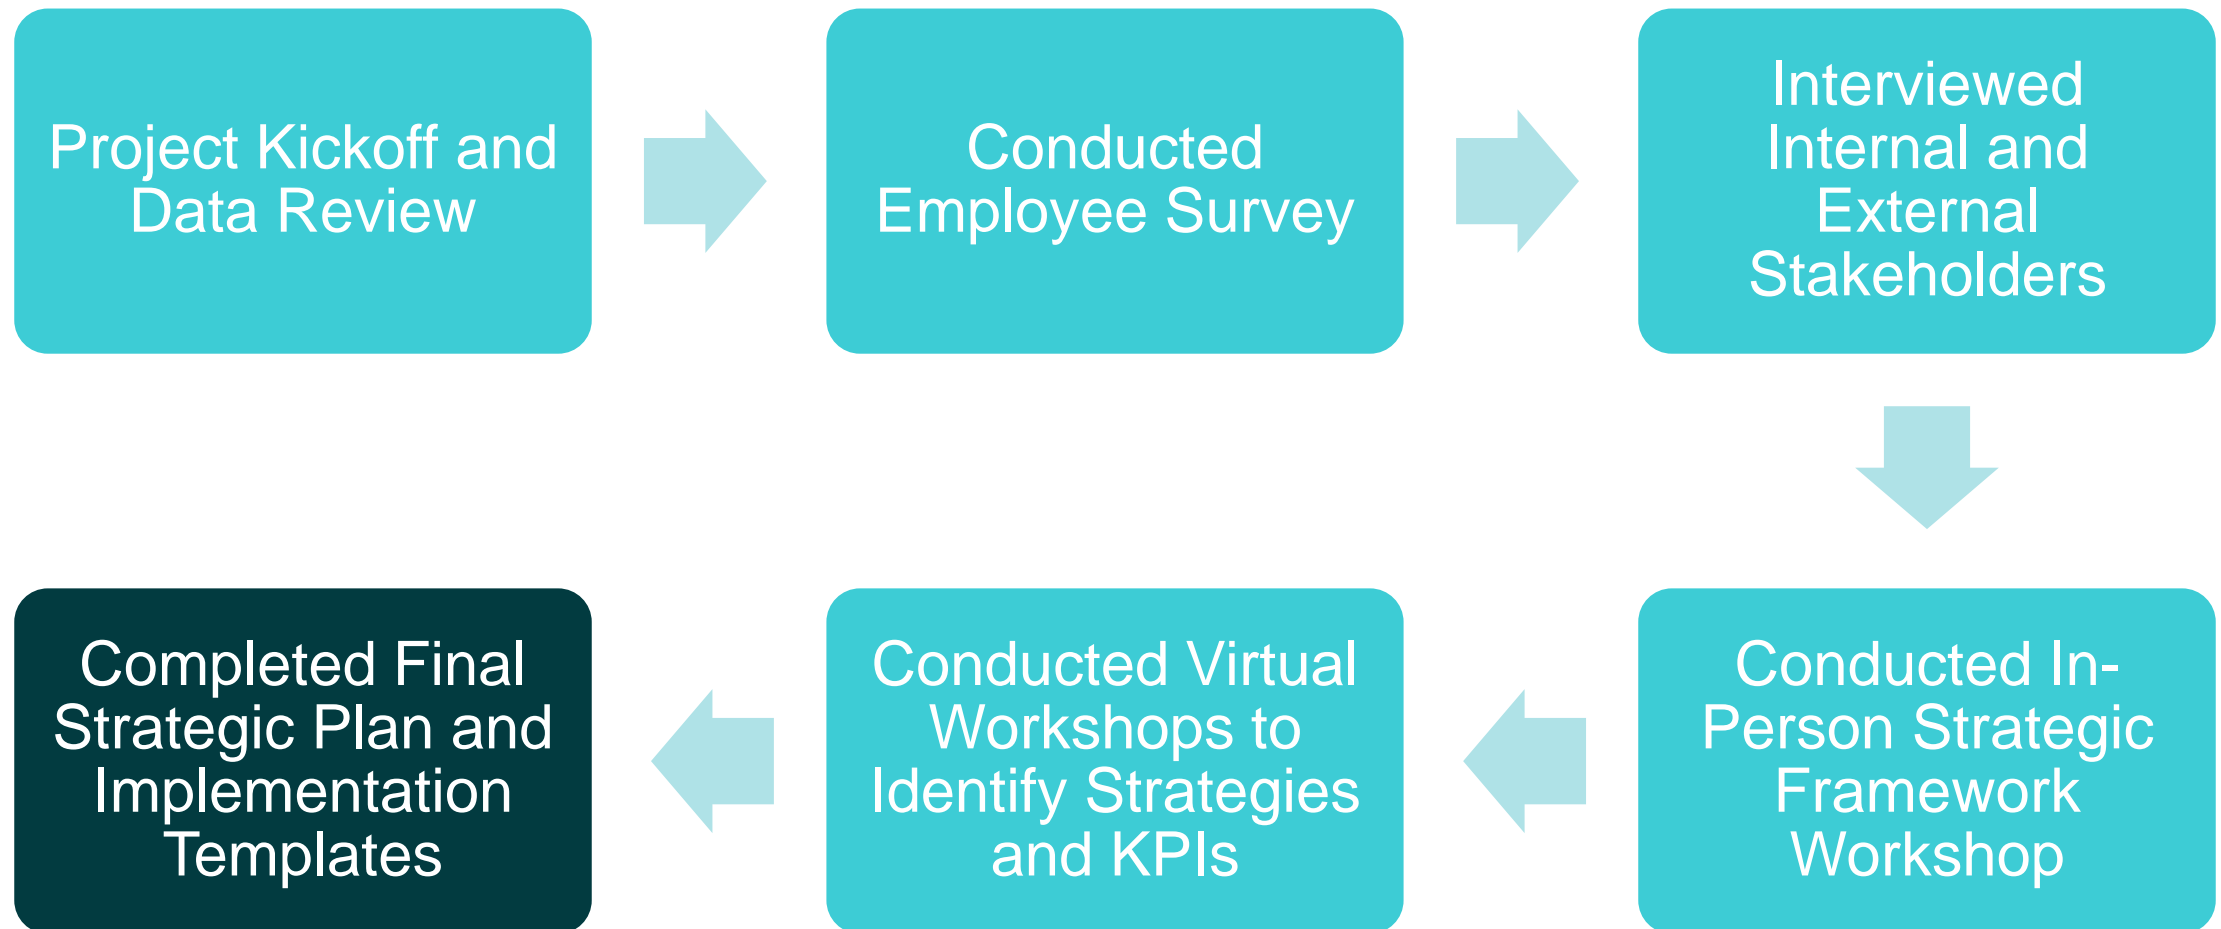 Project Kickoff and
Data Review
Conducted
Employee Survey
Interviewed
Internal and
External
Stakeholders
Conducted In-
Person Strategic
Framework
Workshop
Conducted Virtual
Workshops to
Identify Strategies
and KPIs
Completed Final
Strategic Plan and
Implementation
Templates